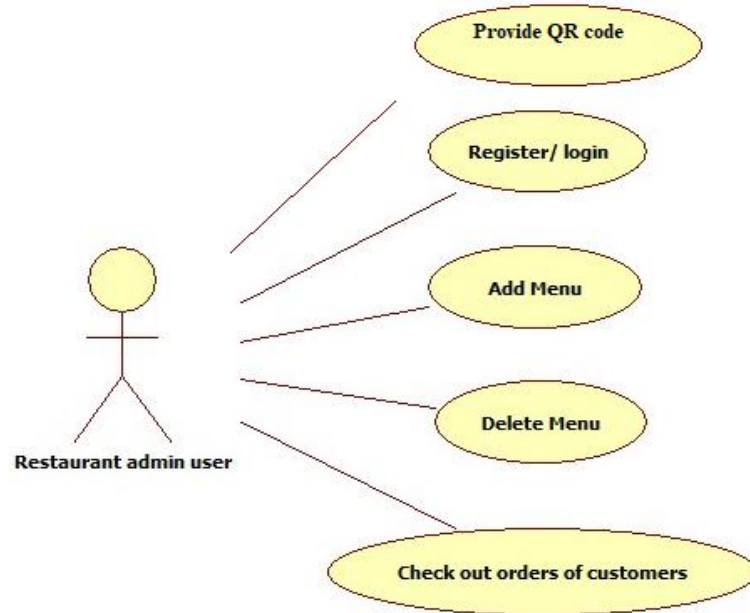 Provide QR code
Register/ login
Add Menu
Delete Menu
Restaurant admin user
Check out orders of customers